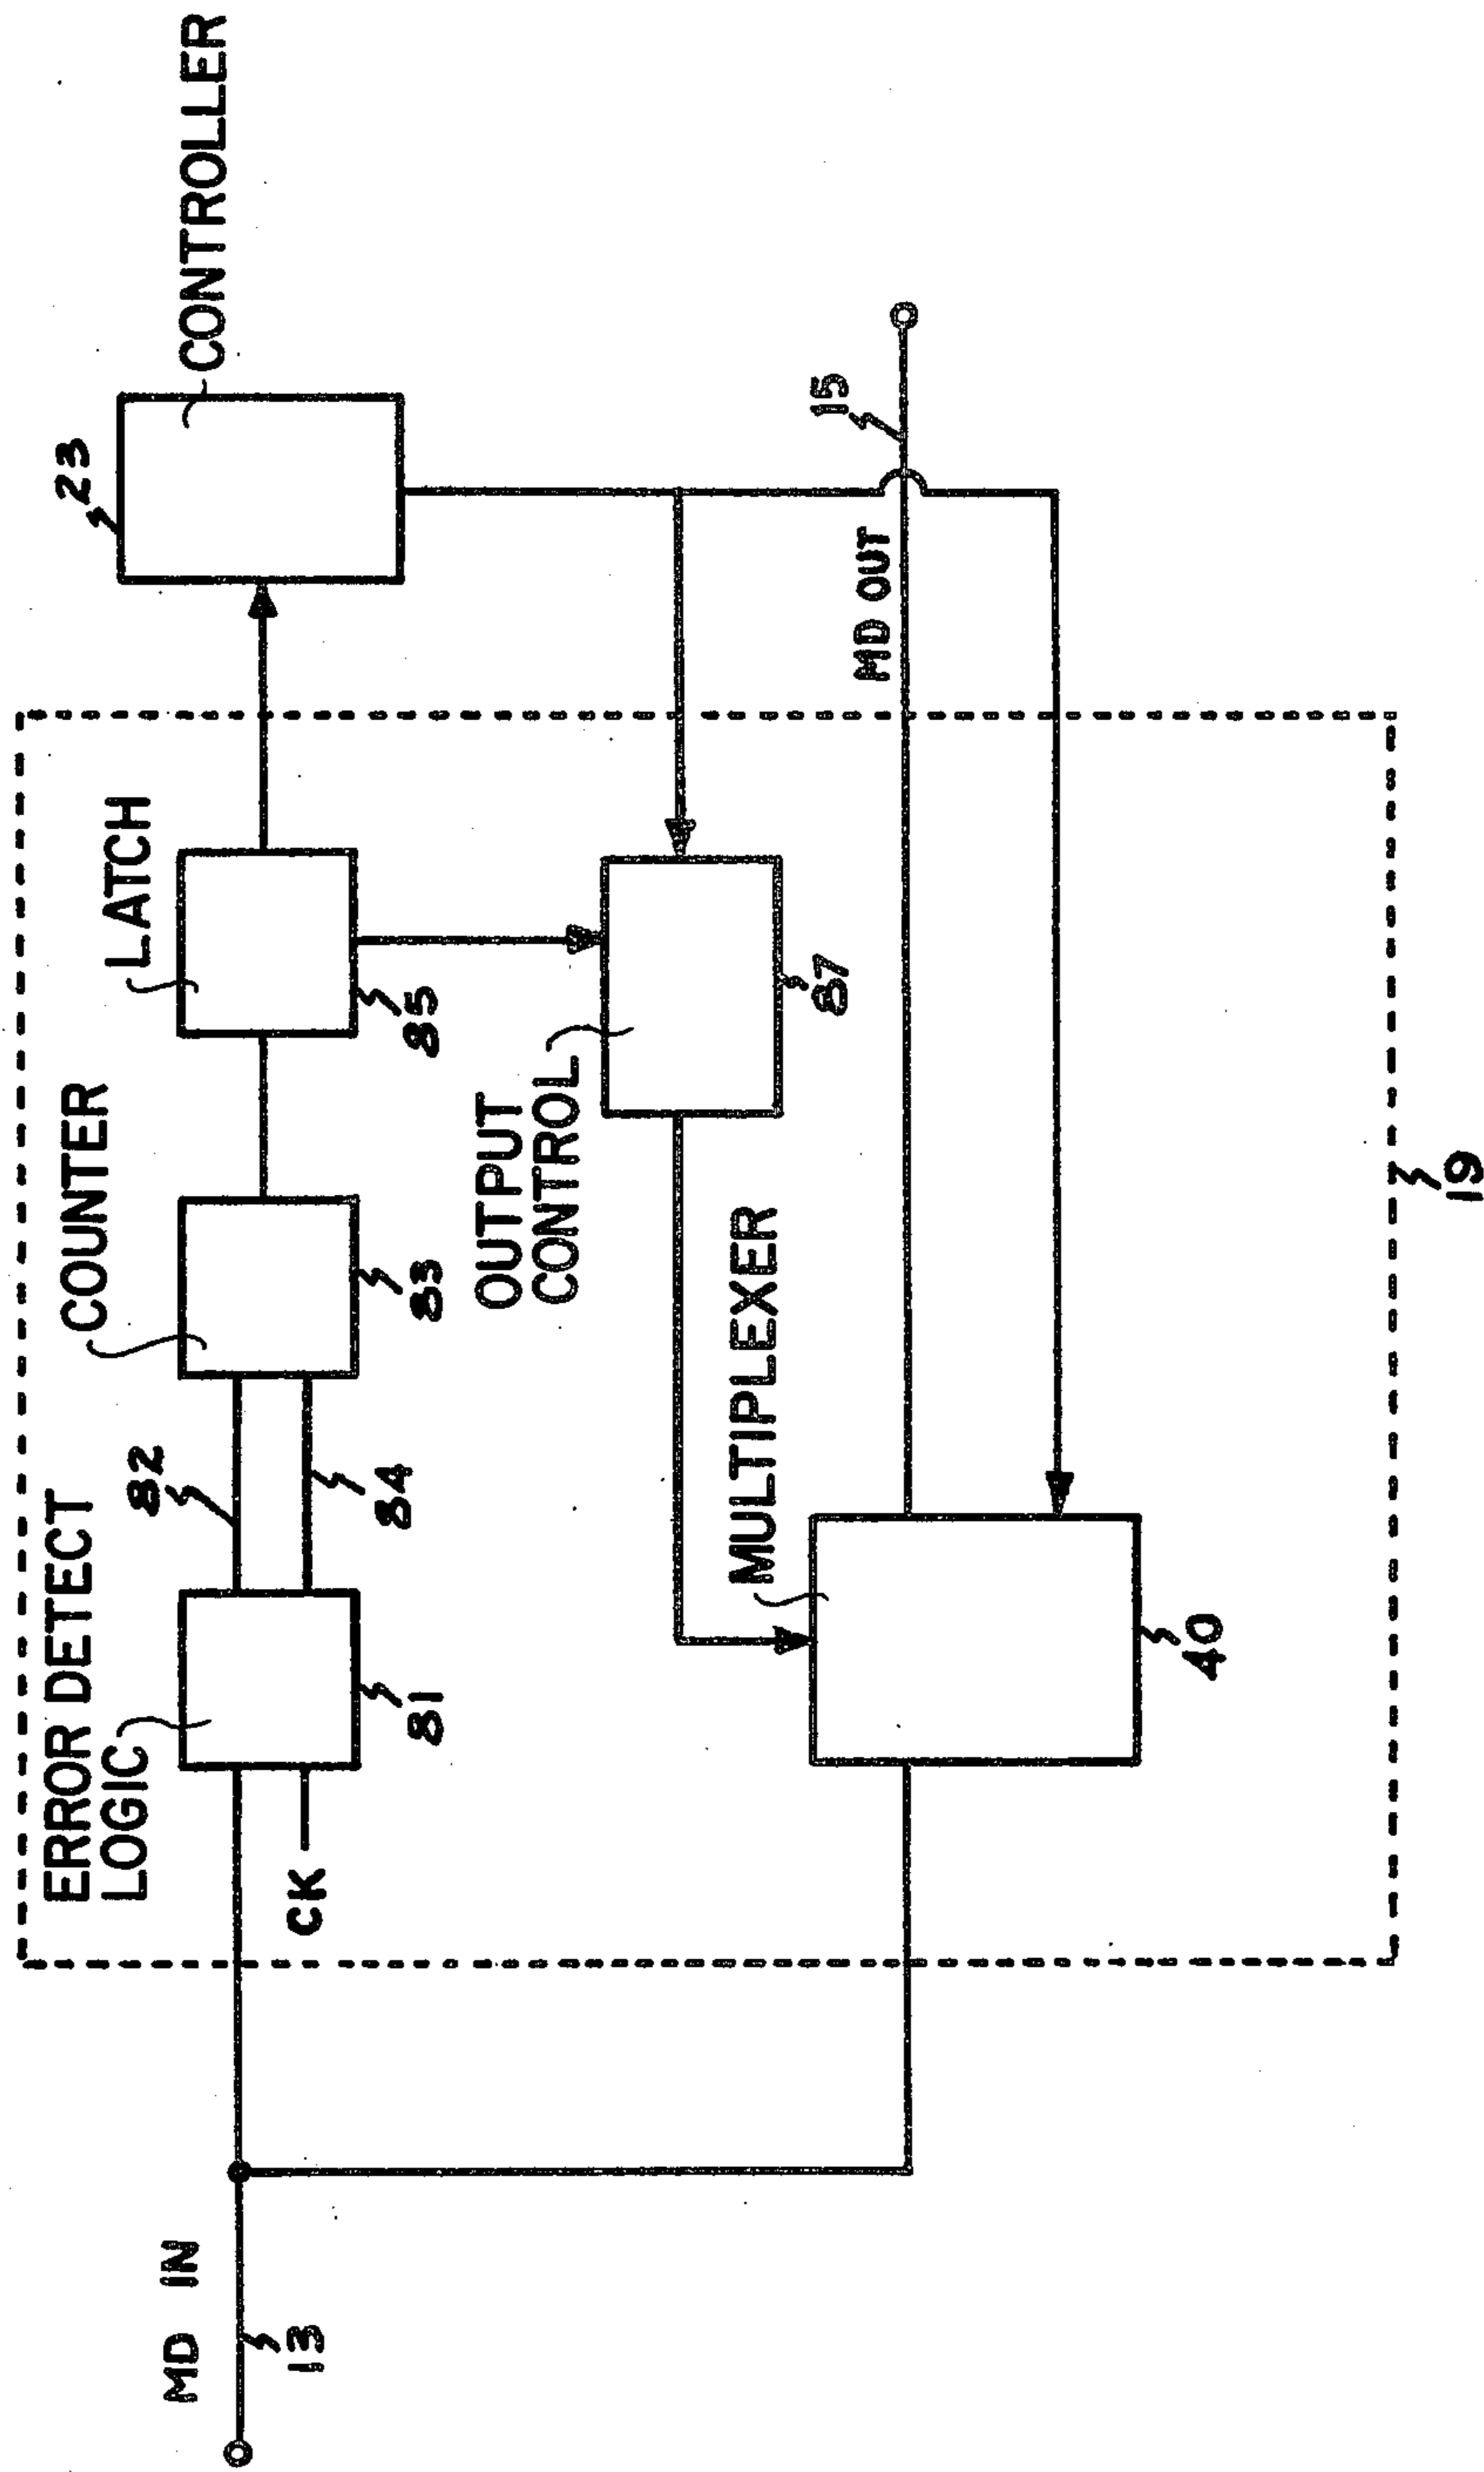 CONTROLLER
23
LATCH
85
COUNTER
83
ERROR DETECT
LOGIC
82
84
81
CK
MD IN
13
OUTPUT
CONTROL
87
MULTIPLEXER
40
MD OUT
15
19